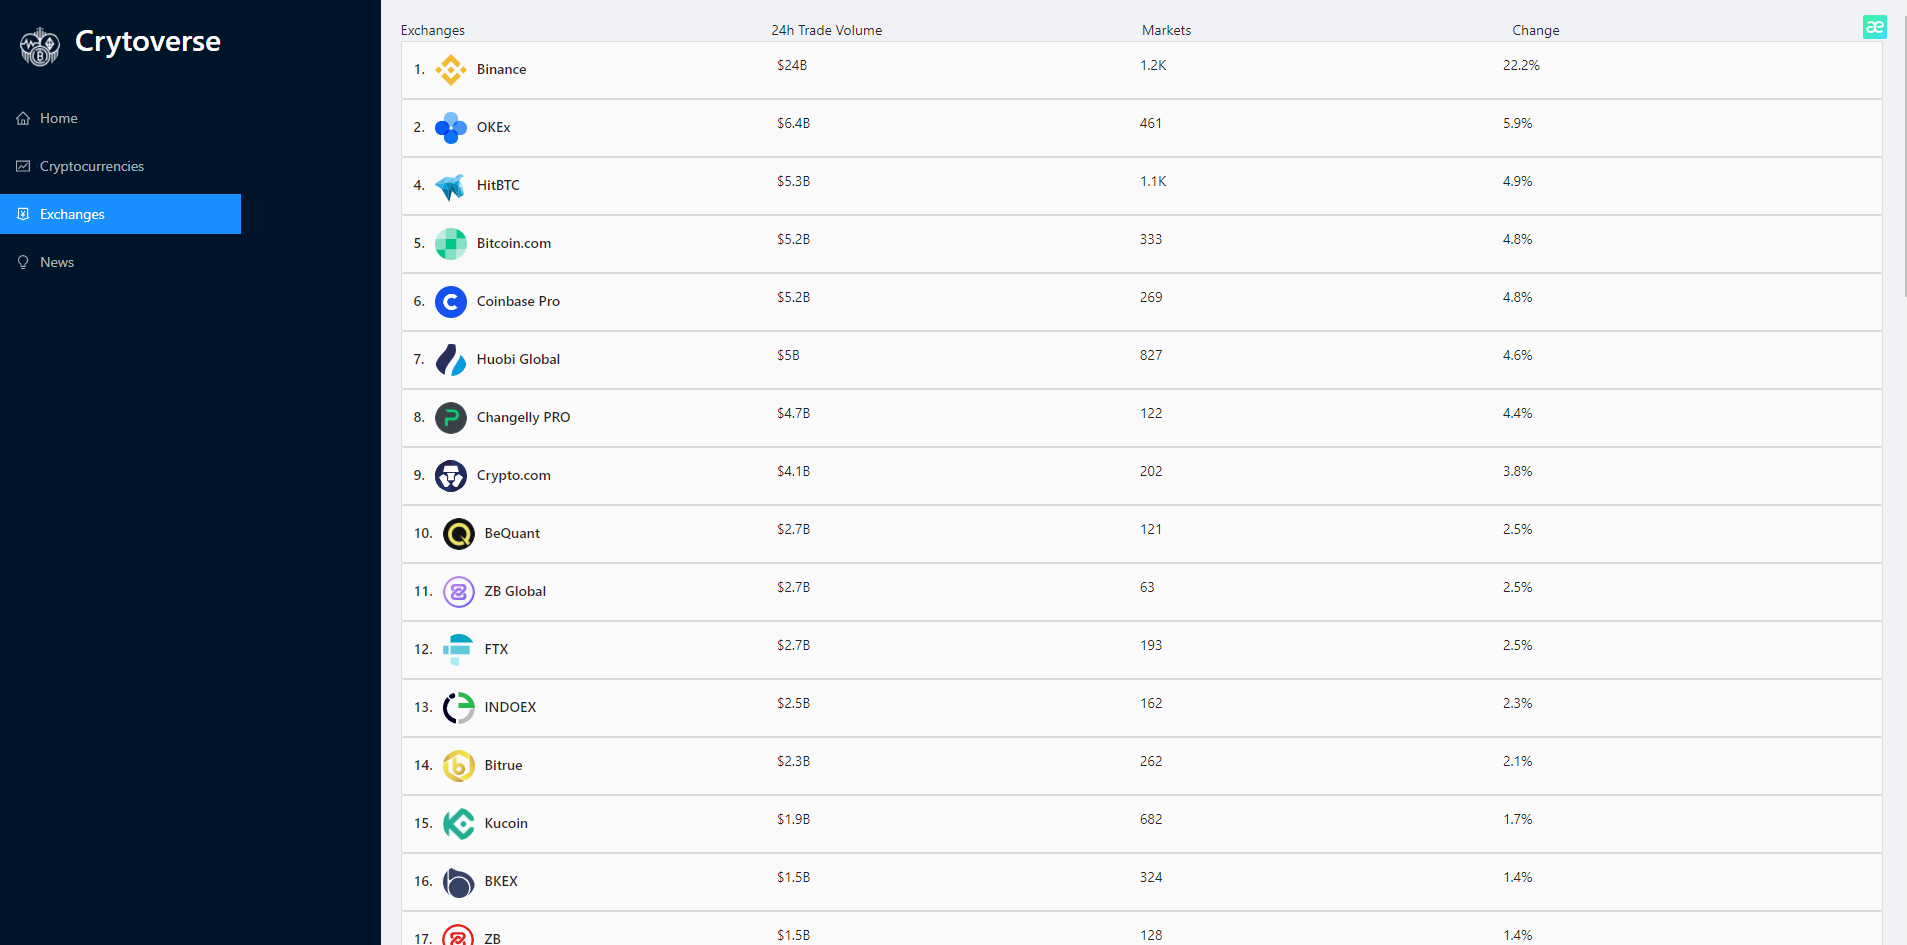 Crytoverse
Home
Cryptocurrencies
Exchanges
News
Exchanges 24h Trade Volume Markets Change
æ
1. Binance $24B 1.2K 22.2%
2. OKEx $6.4B 461 5.9%
4. HitBTC $5.3B 1.1K 4.9%
5. Bitcoin.com $5.2B 333 4.8%
6. Coinbase Pro $5.2B 269 4.8%
7. Huobi Global $5B 827 4.6%
8. Changelly PRO $4.7B 122 4.4%
9. Crypto.com $4.1B 202 3.8%
10. BeQuant $2.7B 121 2.5%
11. ZB Global $2.7B 63 2.5%
12. FTX $2.7B 193 2.5%
13. INDOEX $2.5B 162 2.3%
14. Bitrue $2.3B 262 2.1%
15. Kucoin $1.9B 682 1.7%
16. BKEX $1.5B 324 1.4%
17. ZB $1.5B 128 1.4%